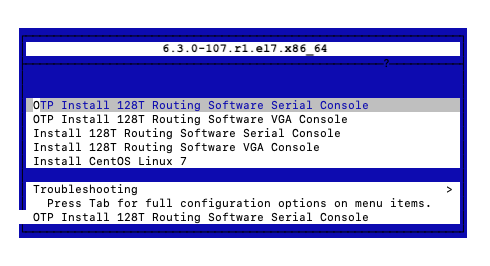 6.3.0-107.r1.el7.x86_64
?
OTP Install 128T Routing Software Serial Console
OTP Install 128T Routing Software VGA Console
Install 128T Routing Software Serial Console
Install 128T Routing Software VGA Console
Install CentOS Linux 7
Troubleshooting >
Press Tab for full configuration options on menu items.
OTP Install 128T Routing Software Serial Console